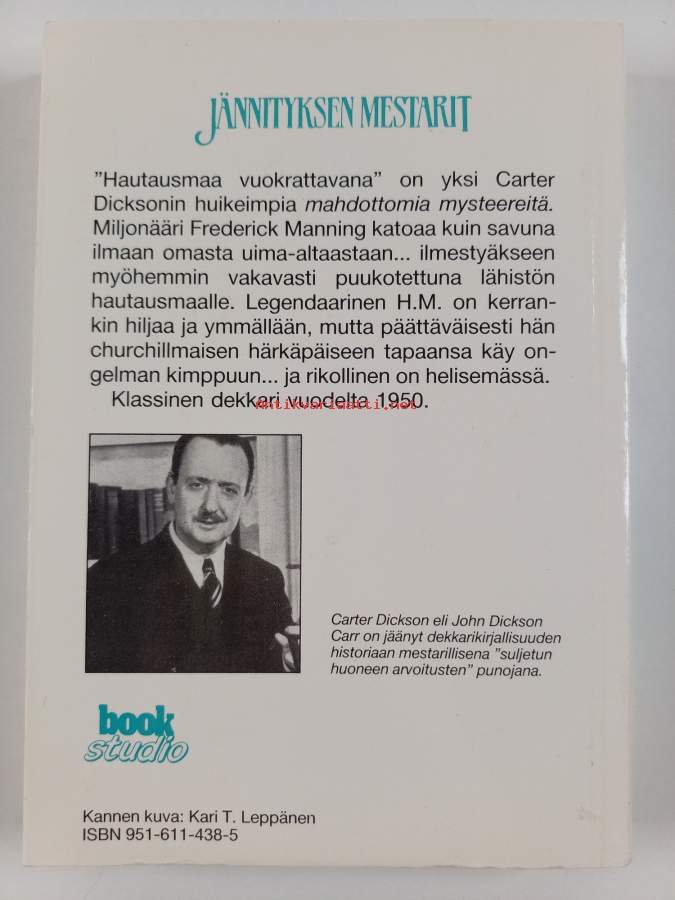 JÄNNITYKSEN MESTARIT
"Hautausmaa vuokrattavana" on yksi Carter
Dicksonin huikeimpia mahdottomia mysteereitä.
Miljonääri Frederick Manning katoaa kuin savuna
ilmaan omasta uima-altaastaan... ilmestyäkseen
myöhemmin vakavasti puukotettuna lähistön
hautausmaalle. Legendaarinen H.M. on kerran-
kin hiljaa ja ymmällään, mutta päättäväisesti hän
churchillmaisen härkäpäiseen tapaansa käy on-
gelman kimppuun... ja rikollinen on helisemässä.
Klassinen dekkari vuodelta 1950.
Antikvariaatti.net
Carter Dickson eli John Dickson
Carr on jäänyt dekkarikirjallisuuden
historiaan mestarillisena "suljetun
huoneen arvoitusten" punojana.
book
studio
Kannen kuva: Kari T. Leppänen
ISBN 951-611-438-5